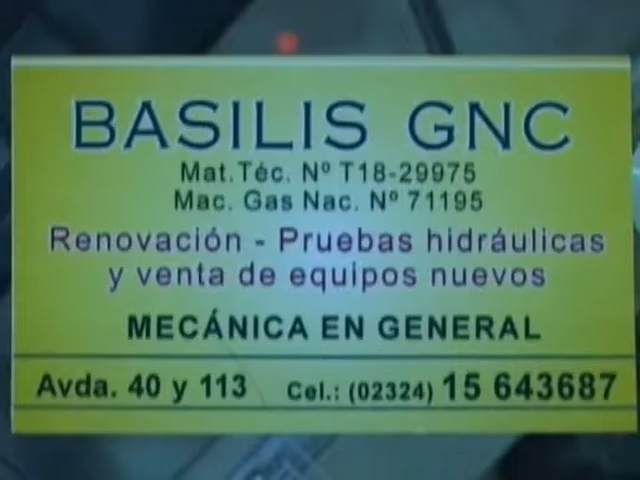 BASILIS GNC
Mat.Téc. Nº T18-29975
Mac. Gas Nac. Nº 71195
Renovación - Pruebas hidráulicas
y venta de equipos nuevos
MECÁNICA EN GENERAL
Avda. 40 y 113 Cel.: (02324) 15 643687